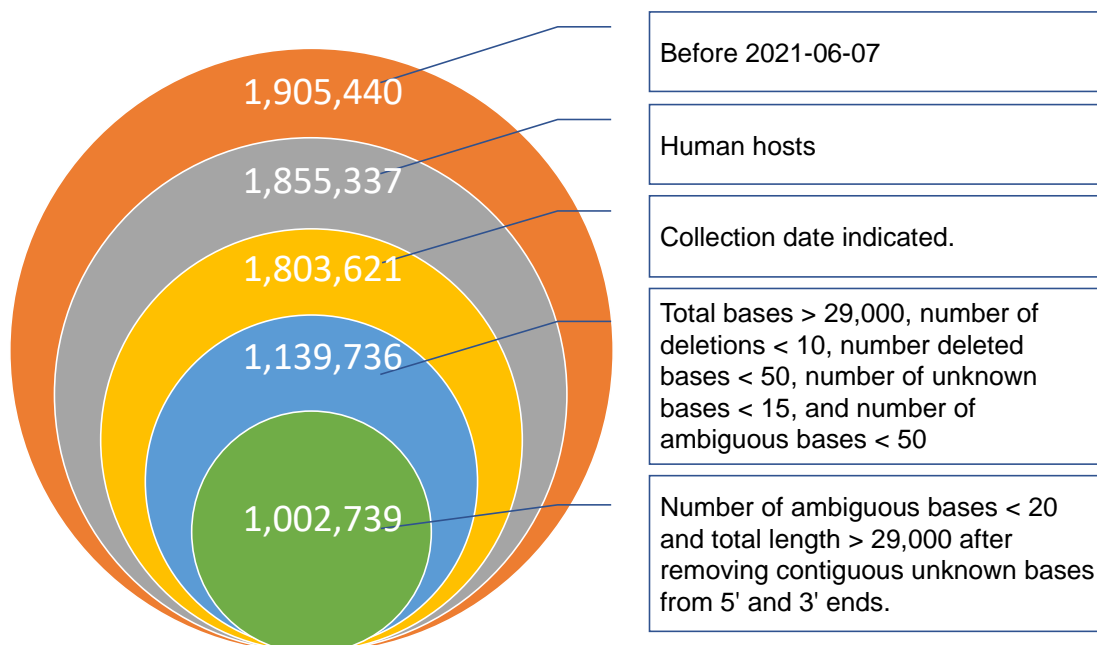 1,905,440
Before 2021-06-07
1,855,337
Human hosts
1,803,621
Collection date indicated.
1,139,736
Total bases > 29,000, number of
deletions < 10, number deleted
bases < 50, number of unknown
bases < 15, and number of
ambiguous bases < 50
1,002,739
Number of ambiguous bases < 20
and total length > 29,000 after
removing contiguous unknown bases
from 5' and 3' ends.